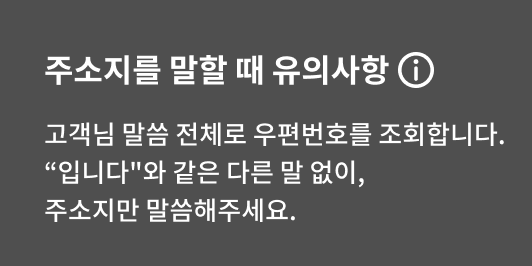 주소지를 말할 때 유의사항 ⓘ
고객님 말씀 전체로 우편번호를 조회합니다.
“입니다"와 같은 다른 말 없이,
주소지만 말씀해주세요.